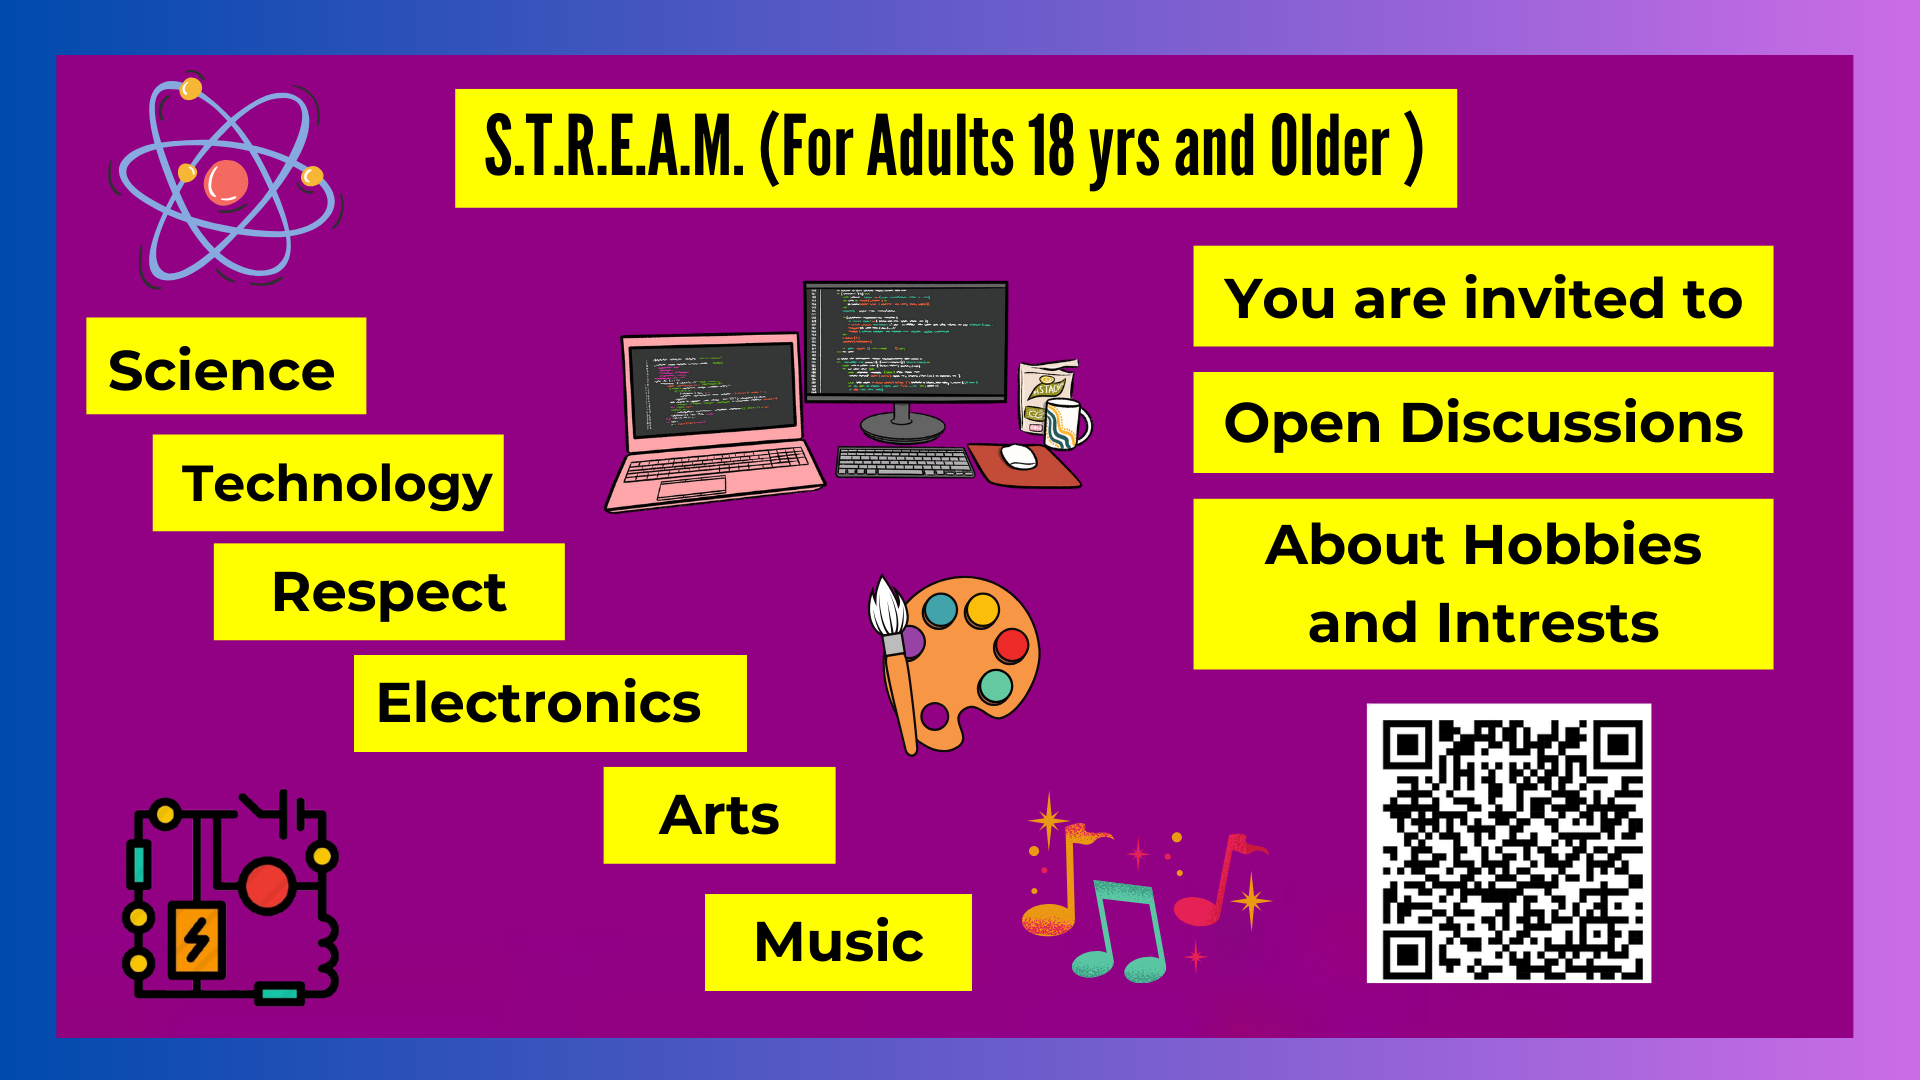 S.T.R.E.A.M. (For Adults 18 yrs and Older )
Science
Technology
Respect
Electronics
Arts
Music
You are invited to
Open Discussions
About Hobbies
and Intrests